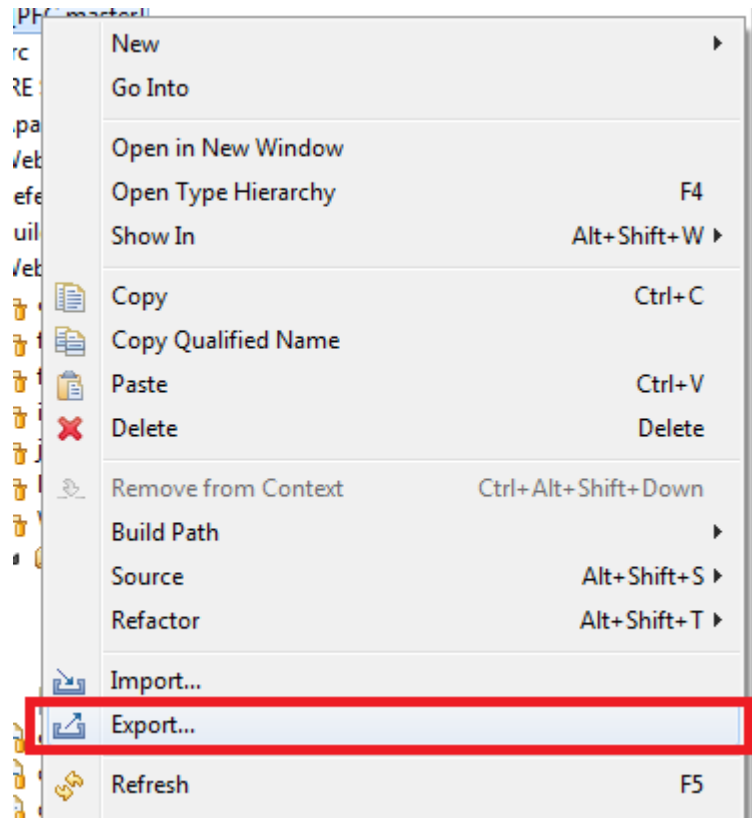 New
Go Into
Open in New Window
Open Type Hierarchy F4
Show In Alt+Shift+W
Copy Ctrl+C
Copy Qualified Name
Paste Ctrl+V
Delete Delete
Remove from Context Ctrl+Alt+Shift+Down
Build Path
Source Alt+Shift+S
Refactor Alt+Shift+T
Import...
Export...
Refresh F5